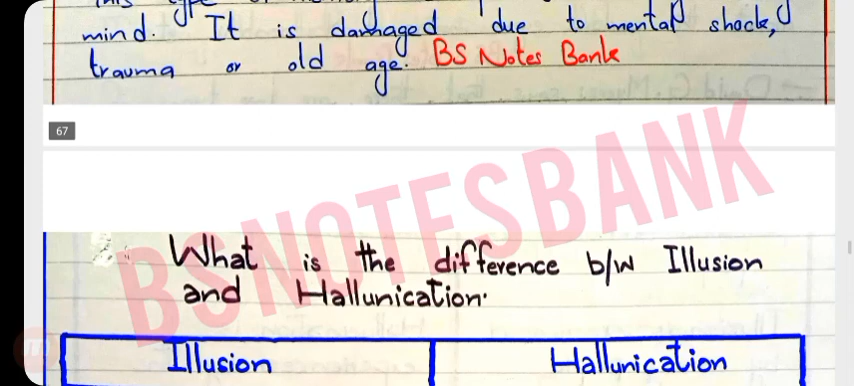 mind. It is damaged due to mental shock,
trauma or old age. BS Notes Bank
67
BSNOTESBANK
What is the difference b/w Illusion
and Hallunication.
Illusion Hallunication